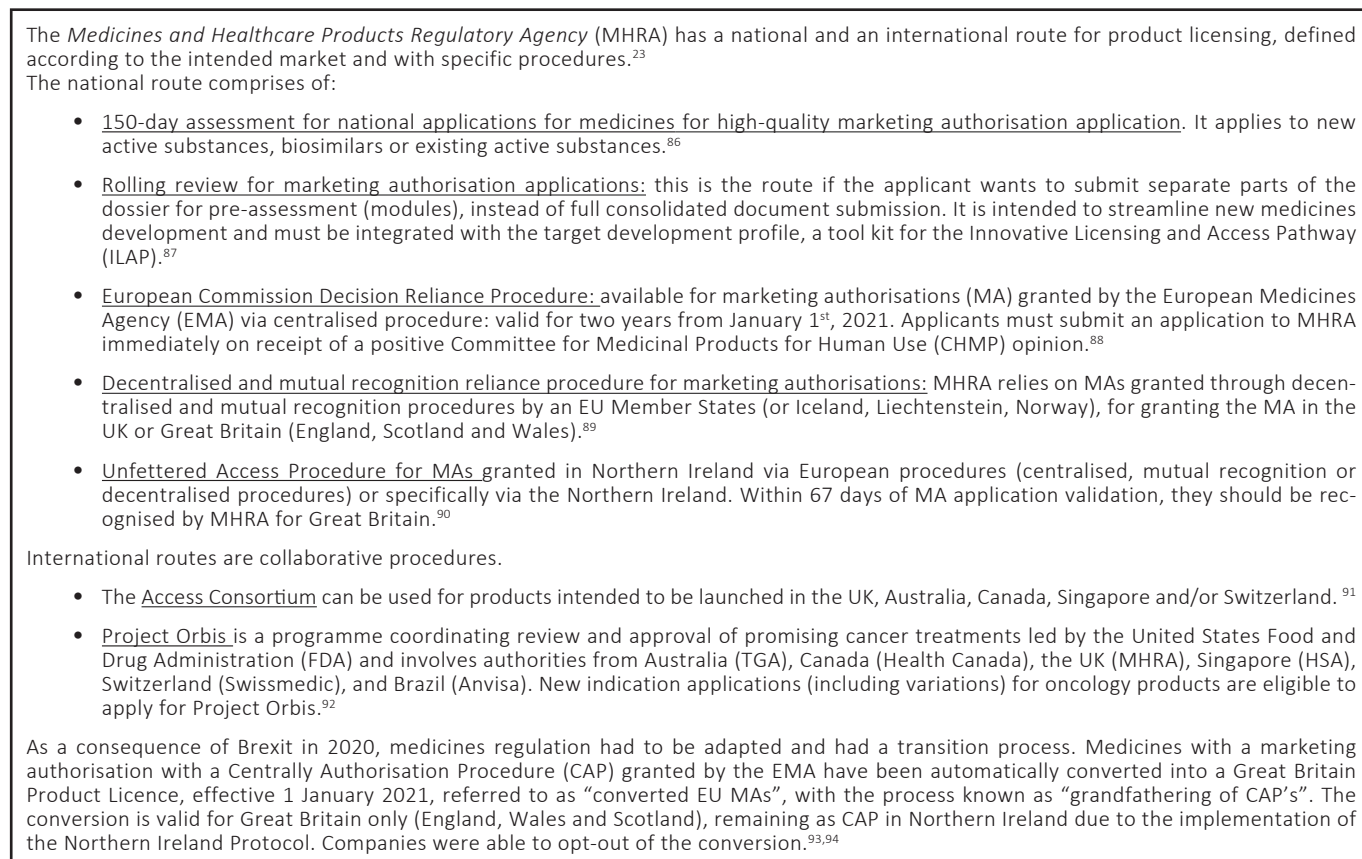 The Medicines and Healthcare Products Regulatory Agency (MHRA) has a national and an international route for product licensing, defined
according to the intended market and with specific procedures.23
The national route comprises of:
• 150-day assessment for national applications for medicines for high-quality marketing authorisation application. It applies to new
active substances, biosimilars or existing active substances.86
• Rolling review for marketing authorisation applications: this is the route if the applicant wants to submit separate parts of the
dossier for pre-assessment (modules), instead of full consolidated document submission. It is intended to streamline new medicines
development and must be integrated with the target development profile, a tool kit for the Innovative Licensing and Access Pathway
(ILAP).87
• European Commission Decision Reliance Procedure: available for marketing authorisations (MA) granted by the European Medicines
Agency (EMA) via centralised procedure: valid for two years from January 1st, 2021. Applicants must submit an application to MHRA
immediately on receipt of a positive Committee for Medicinal Products for Human Use (CHMP) opinion.88
• Decentralised and mutual recognition reliance procedure for marketing authorisations: MHRA relies on MAs granted through decen-
tralised and mutual recognition procedures by an EU Member States (or Iceland, Liechtenstein, Norway), for granting the MA in the
UK or Great Britain (England, Scotland and Wales).89
• Unfettered Access Procedure for MAs granted in Northern Ireland via European procedures (centralised, mutual recognition or
decentralised procedures) or specifically via the Northern Ireland. Within 67 days of MA application validation, they should be rec-
ognised by MHRA for Great Britain.90
International routes are collaborative procedures.
• The Access Consortium can be used for products intended to be launched in the UK, Australia, Canada, Singapore and/or Switzerland. 91
• Project Orbis is a programme coordinating review and approval of promising cancer treatments led by the United States Food and
Drug Administration (FDA) and involves authorities from Australia (TGA), Canada (Health Canada), the UK (MHRA), Singapore (HSA),
Switzerland (Swissmedic), and Brazil (Anvisa). New indication applications (including variations) for oncology products are eligible to
apply for Project Orbis.92
As a consequence of Brexit in 2020, medicines regulation had to be adapted and had a transition process. Medicines with a marketing
authorisation with a Centrally Authorisation Procedure (CAP) granted by the EMA have been automatically converted into a Great Britain
Product Licence, effective 1 January 2021, referred to as “converted EU MAs”, with the process known as “grandfathering of CAP’s”. The
conversion is valid for Great Britain only (England, Wales and Scotland), remaining as CAP in Northern Ireland due to the implementation of
the Northern Ireland Protocol. Companies were able to opt-out of the conversion.93,94